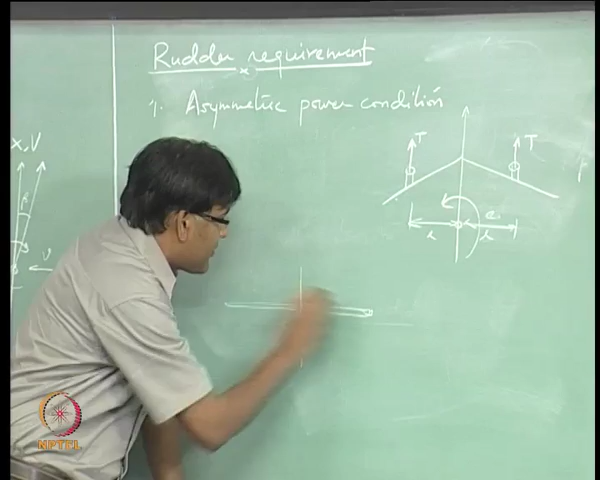 Rudder requirement
1. Asymmetric power condition
x, V
T
T
NPTEL